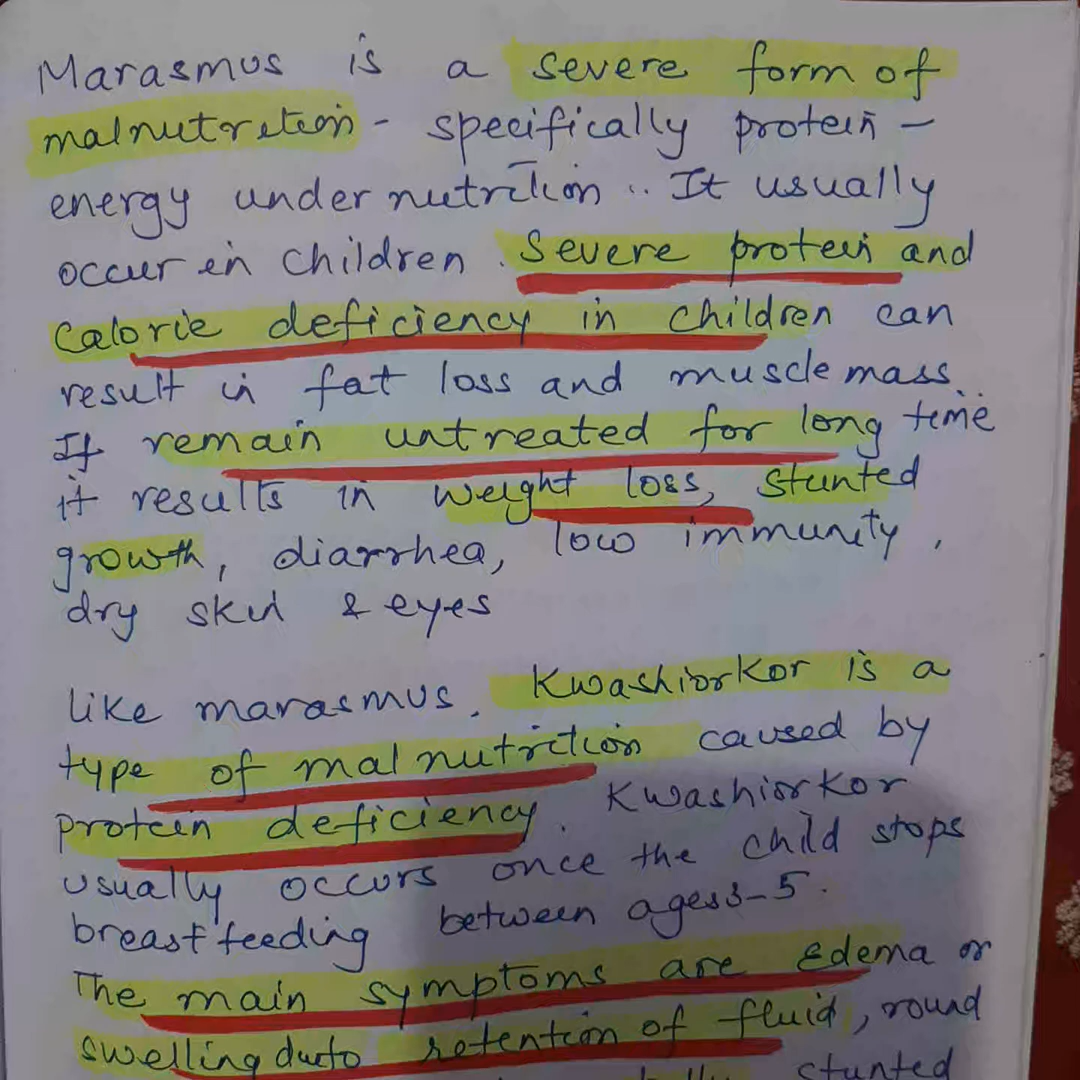 Marasmus is a severe form of
malnutretion - specifically protein -
energy under nutrition .. It usually
occur in children. Severe protein and
Calorie deficiency in children can
result in fat loss and muscle mass.
If remain untreated for long time
it results in weight loss, stunted
growth, diarrhea, low immunity,
dry skin & eyes
like marasmus. Kwashiorkor is a
type of malnutrition caused by
protein deficiency. Kwashiorkor
usually occurs once the child stops
breastfeeding between ages 3-5.
The main symptoms are Edema or
swelling dueto retention of fluid, round
stunted